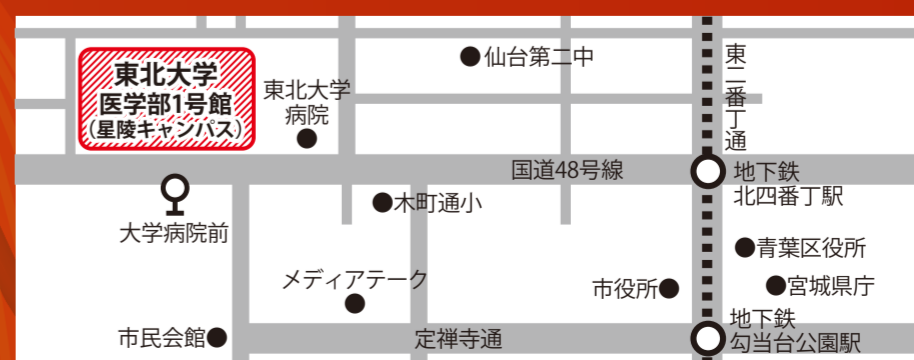 東北大学
医学部1号館
（星陵キャンパス）
東北大学
病院
●仙台第二中
東二番丁通
国道48号線
地下鉄
北四番丁駅
大学病院前
●木町通小
●青葉区役所
メディアテーク
市役所●
●宮城県庁
市民会館●
定禅寺通
地下鉄
勾当台公園駅